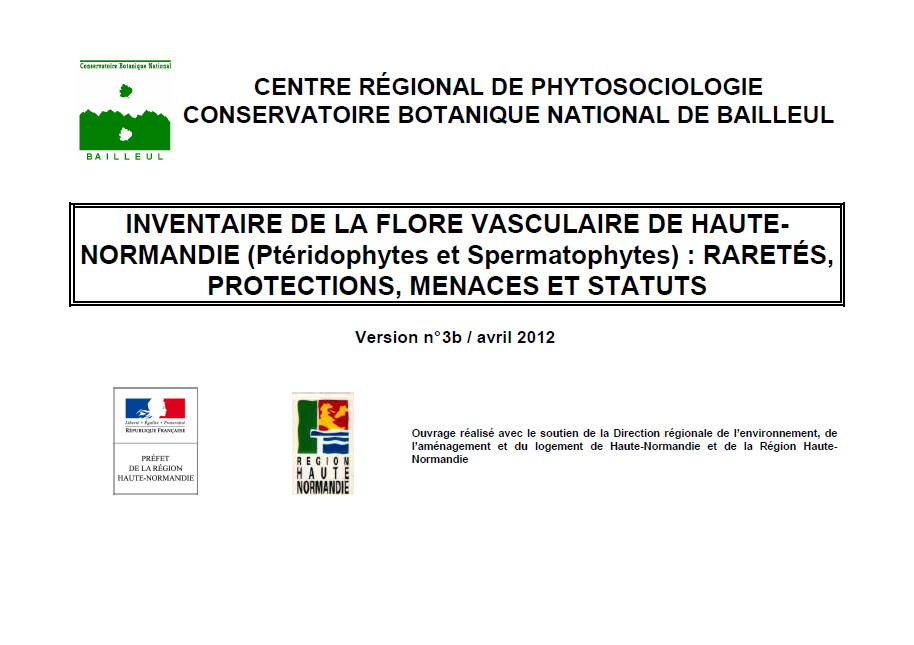 Conservatoire Botanique National
BAILLEUL
CENTRE RÉGIONAL DE PHYTOSOCIOLOGIE
CONSERVATOIRE BOTANIQUE NATIONAL DE BAILLEUL
INVENTAIRE DE LA FLORE VASCULAIRE DE HAUTE-
NORMANDIE (Ptéridophytes et Spermatophytes) : RARETÉS,
PROTECTIONS, MENACES ET STATUTS
Version n°3b / avril 2012
Liberté • Égalité • Fraternité
RÉPUBLIQUE FRANÇAISE
PRÉFET
DE LA RÉGION
HAUTE-NORMANDIE
REGION
HAUTE
NORMANDIE
Ouvrage réalisé avec le soutien de la Direction régionale de l'environnement, de
l'aménagement et du logement de Haute-Normandie et de la Région Haute-
Normandie